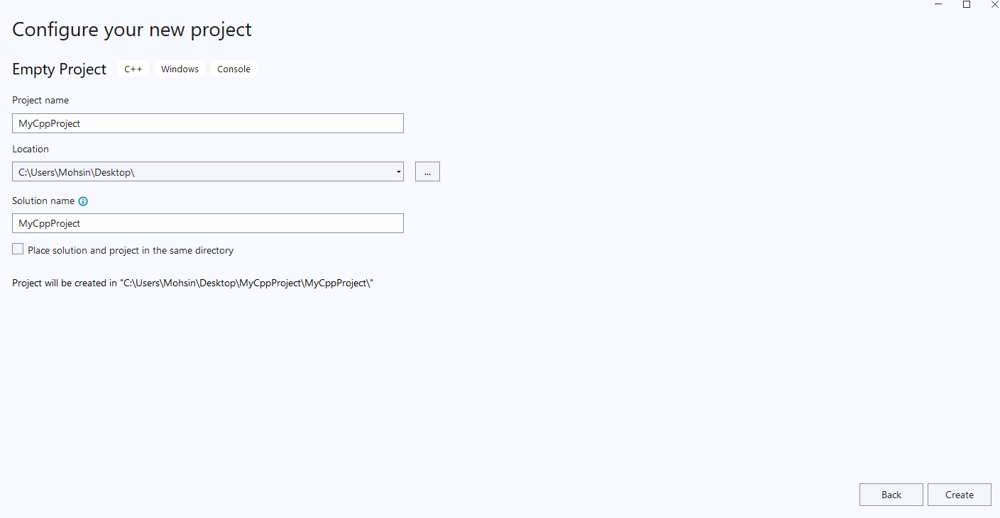 Configure your new project
Empty Project C++ Windows Console
Project name
MyCppProject
Location
C:\Users\Mohsin\Desktop\
...
Solution name
MyCppProject
Place solution and project in the same directory
Project will be created in "C:\Users\Mohsin\Desktop\MyCppProject\MyCppProject\"
Back Create